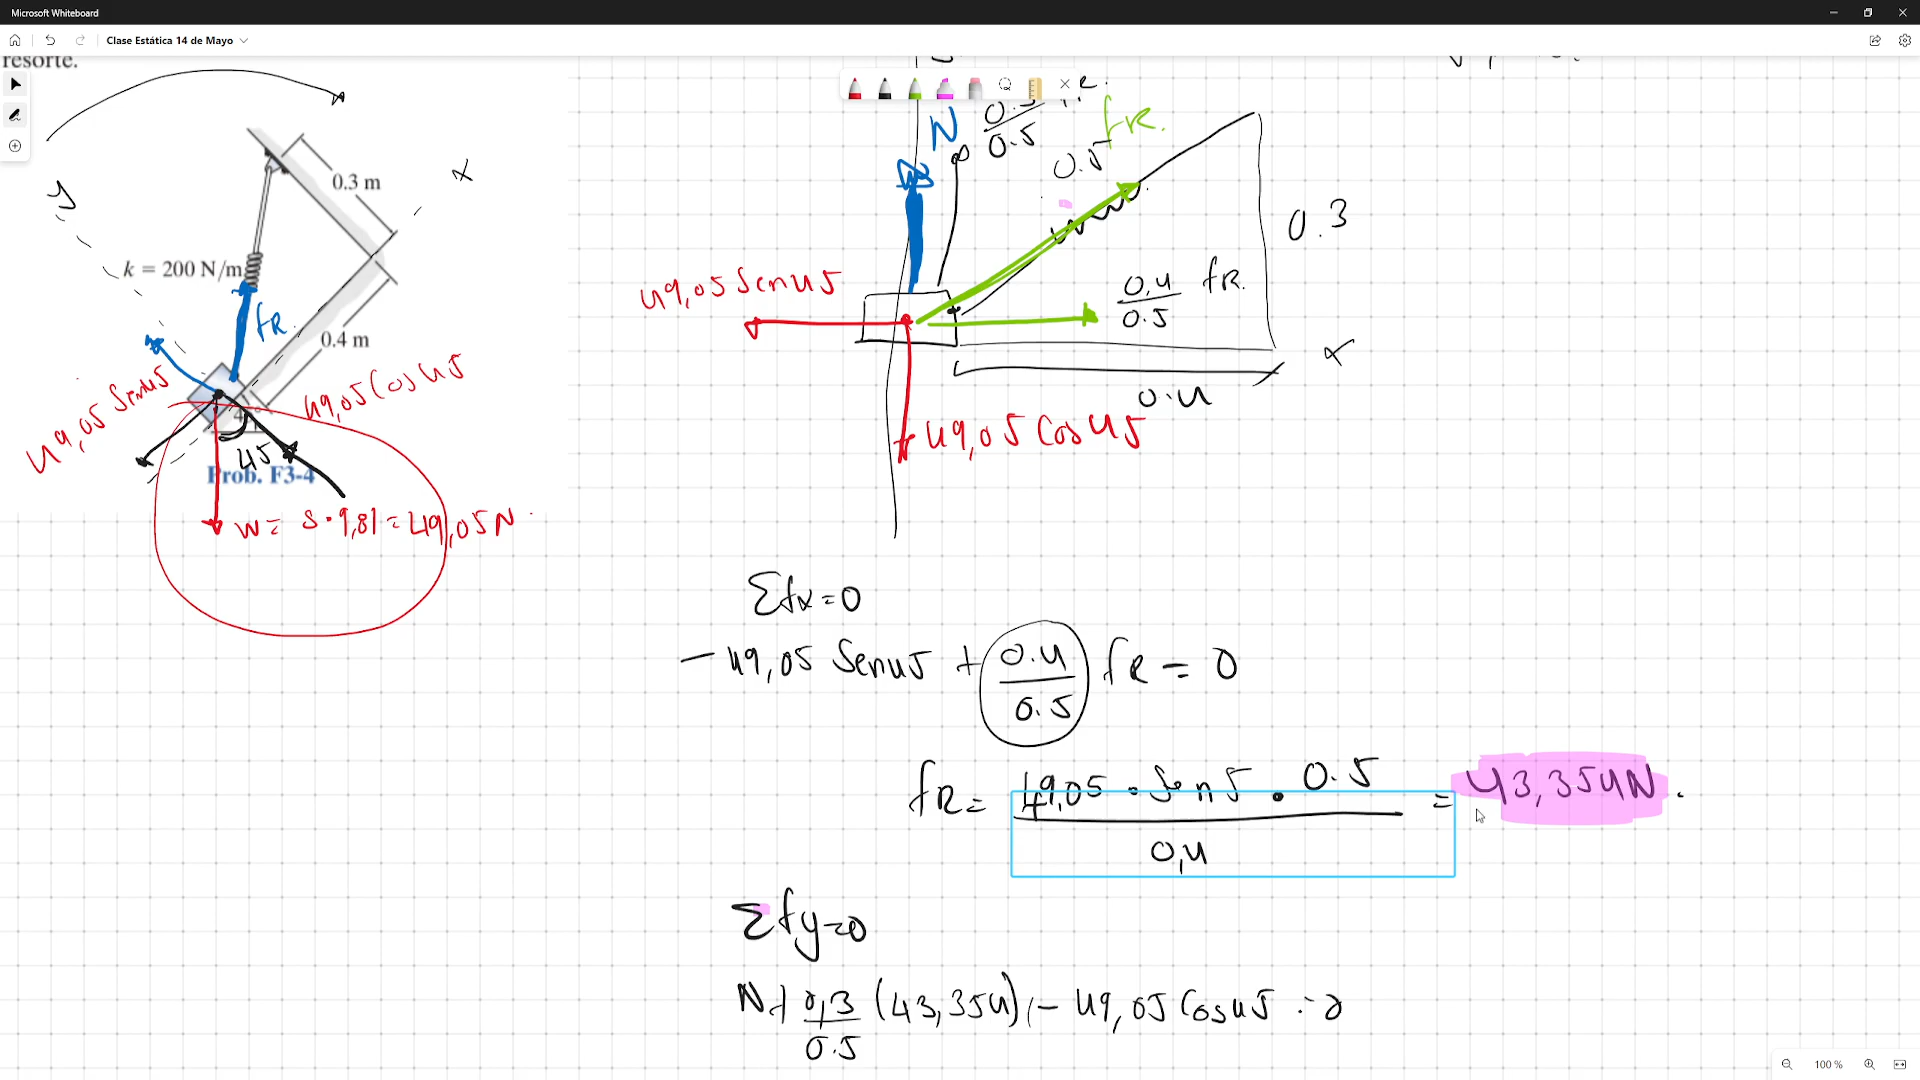 Microsoft Whiteboard
Clase Estática 14 de Mayo
resorte.
y
x
0.3 m
k = 200 N/m
fR
0.4 m
49,05 Sen45
49,05 Cos45
45
Prob. F3-4
W = 5 · 9,81 = 49,05 N
N
0.5
fR.
0.5
0.3
49,05 Sen45
0.4 fR.
0.5
x
0.4
49,05 Cos45
Σfx=0
- 49,05 Sen45 + 0.4 fR = 0
0.5
fR = 49,05 · Sen 5 · 0.5 = 43,354N.
0,4
Σfy=0
N+ 0,3 (43,354) - 49,05 Cos45 = 0
0.5
100 %